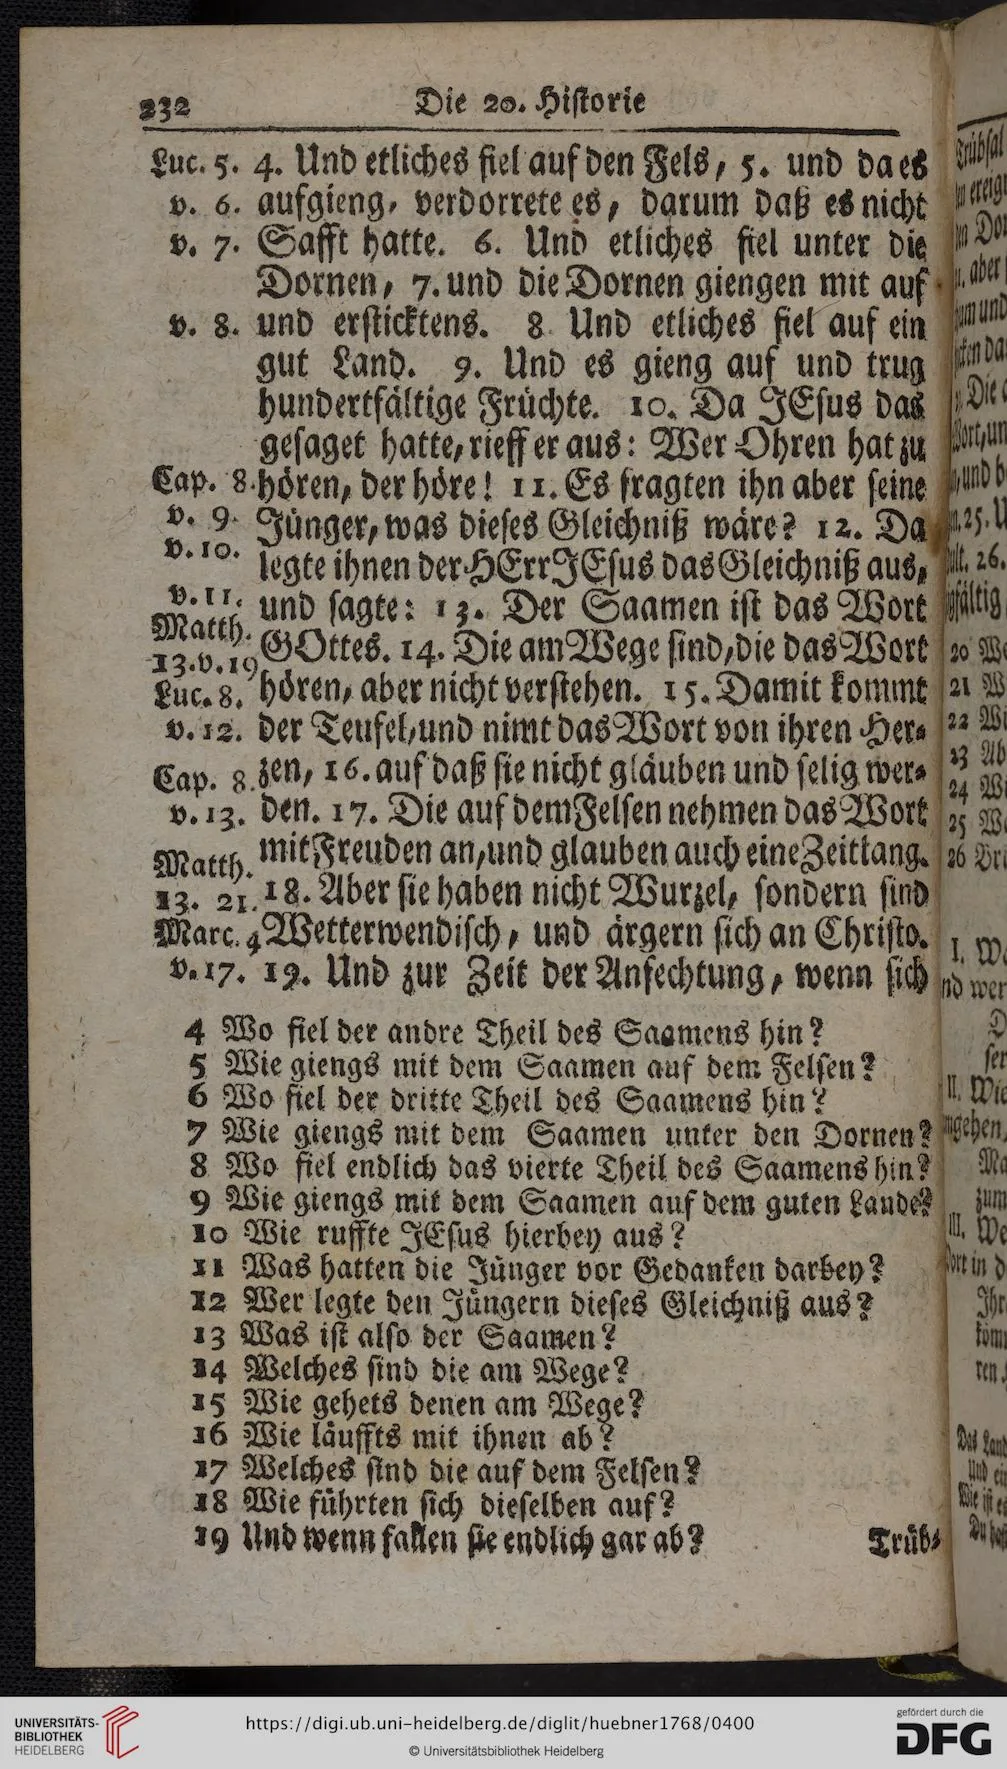 232 Die 20. Historie
Luc. 5. 4. Und etliches fiel auf den Fels, 5. und da es
v. 6. aufgieng, verdorrete es, darum daß es nicht
v. 7. Safft hatte. 6. Und etliches fiel unter die
Dornen, 7. und die Dornen giengen mit auf
v. 8. und ersticktens. 8 Und etliches fiel auf ein
gut Land. 9. Und es gieng auf und trug
hundertfältige Früchte. 10. Da JEsus das
gesaget hatte, rieff er aus: Wer Ohren hat zu
Cap. 8. hören, der höre! 11. Es fragten ihn aber seine
v. 9. Jünger, was dieses Gleichniß wäre? 12. Da
v. 10. legte ihnen der HErr JEsus das Gleichniß aus,
v. 11. und sagte: 13. Der Saamen ist das Wort
Matth. 13. v. 19 GOttes. 14. Die am Wege sind, die das Wort
Luc. 8. hören, aber nicht verstehen. 15. Damit kommt
v. 12. der Teufel, und nimt das Wort von ihren Her-
Cap. 8. zen, 16. auf daß sie nicht gläuben und selig wer-
v. 13. den. 17. Die auf dem Felsen nehmen das Wort
Matth. mit Freuden an, und glauben auch eine Zeitlang.
13. 21. 18. Aber sie haben nicht Wurzel, sondern sind
Marc. 4 Wetterwendisch, und ärgern sich an Christo.
v. 17. 19. Und zur Zeit der Anfechtung, wenn sich
4 Wo fiel der andre Theil des Saamens hin?
5 Wie giengs mit dem Saamen auf dem Felsen?
6 Wo fiel der dritte Theil des Saamens hin?
7 Wie giengs mit dem Saamen unter den Dornen?
8 Wo fiel endlich das vierte Theil des Saamens hin?
9 Wie giengs mit dem Saamen auf dem guten Lande?
10 Wie ruffte JEsus hierbey aus?
11 Was hatten die Jünger vor Gedanken darbey?
12 Wer legte den Jüngern dieses Gleichniß aus?
13 Was ist also der Saamen?
14 Welches sind die am Wege?
15 Wie gehets denen am Wege?
16 Wie läuffts mit ihnen ab?
17 Welches sind die auf dem Felsen?
18 Wie führten sich dieselben auf?
19 Und wenn fallen sie endlich gar ab? Trüb-
UNIVERSITÄTS-
BIBLIOTHEK
HEIDELBERG
https://digi.ub.uni-heidelberg.de/diglit/huebner1768/0400
© Universitätsbibliothek Heidelberg
gefördert durch die
DFG